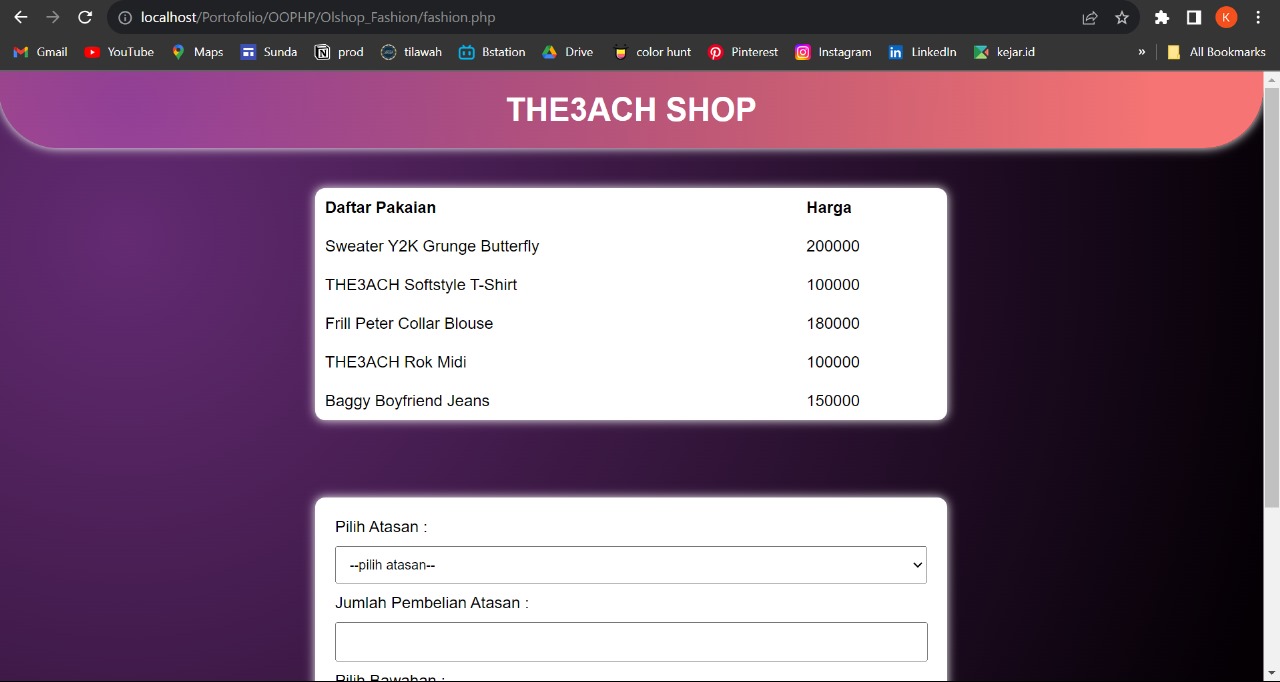 localhost/Portofolio/OOPHP/Olshop_Fashion/fashion.php
K
Gmail YouTube Maps Sunda prod tilawah Bstation Drive color hunt Pinterest Instagram LinkedIn kejar.id » All Bookmarks
THE3ACH SHOP
Daftar Pakaian Harga
Sweater Y2K Grunge Butterfly 200000
THE3ACH Softstyle T-Shirt 100000
Frill Peter Collar Blouse 180000
THE3ACH Rok Midi 100000
Baggy Boyfriend Jeans 150000
Pilih Atasan :
--pilih atasan--
Jumlah Pembelian Atasan :
Pilih Bawahan :